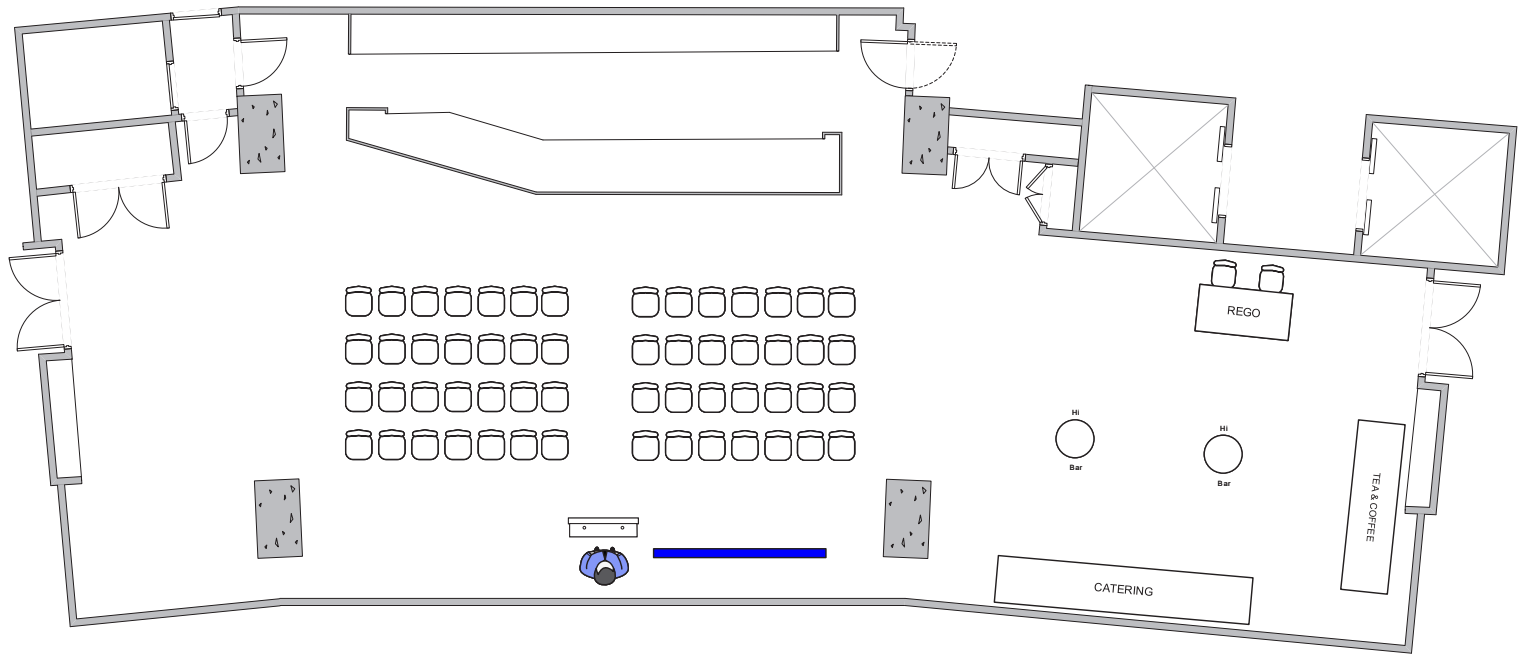 REGO
Hi
Bar
Hi
Bar
TEA & COFFEE
CATERING